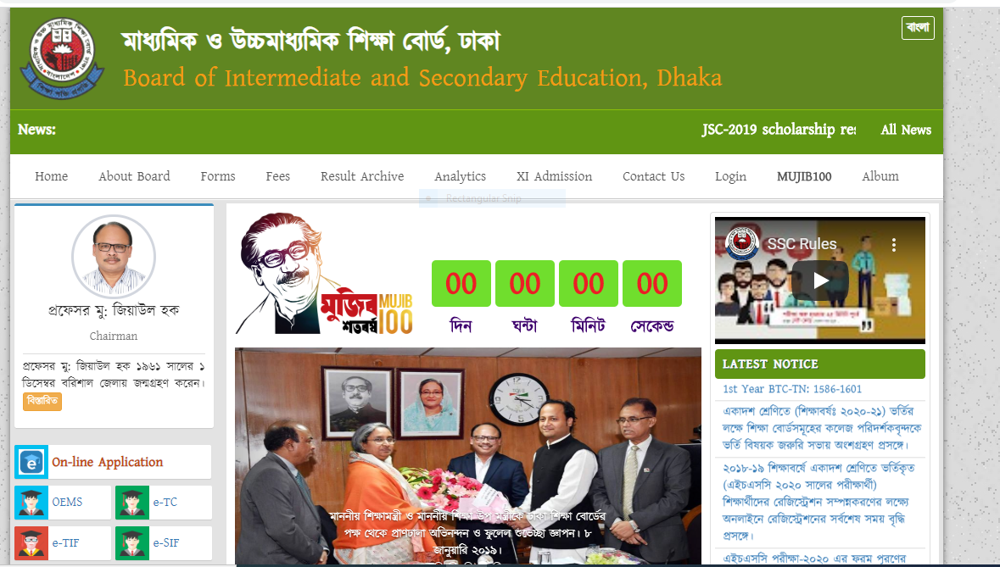 মাধ্যমিক ও উচ্চমাধ্যমিক শিক্ষা বোর্ড, ঢাকা
বাংলা
Board of Intermediate and Secondary Education, Dhaka
News:
JSC-2019 scholarship res
All News
Home About Board Forms Fees Result Archive Analytics XI Admission Contact Us Login MUJIB100 Album
Rectangular Snip
প্রফেসর মু: জিয়াউল হক
Chairman
প্রফেসর মু: জিয়াউল হক ১৯৬১ সালের ১
ডিসেম্বর বরিশাল জেলায় জন্মগ্রহণ করেন।
বিস্তারিত
On-line Application
OEMS
e-TC
e-TIF
e-SIF
মুজিব
শতবর্ষ
MUJIB
100
00 00 00 00
দিন ঘন্টা মিনিট সেকেন্ড
মাননীয় শিক্ষামন্ত্রী ও মাননীয় শিক্ষা উপ মন্ত্রীকে ঢাকা শিক্ষা বোর্ডের
পক্ষ থেকে প্রাণঢালা অভিনন্দন ও ফুলেল শুভেচ্ছা জ্ঞাপন। ৮
জানুয়ারি ২০১৯।
SSC Rules
LATEST NOTICE
1st Year BTC-TN: 1586-1601
একাদশ শ্রেণিতে (শিক্ষাবর্ষঃ ২০২০-২১) ভর্তির
লক্ষে শিক্ষা বোর্ডসমূহের কলেজ পরিদর্শকবৃন্দকে
ভর্তি বিষয়ক জরুরি সভায় অংশগ্রহণ প্রসঙ্গে।
২০১৮-১৯ শিক্ষাবর্ষে একাদশ শ্রেণিতে ভর্তিকৃত
(এইচএসসি ২০২০ সালের পরীক্ষার্থী)
শিক্ষার্থীদের রেজিস্ট্রেশন সম্পন্নকরণের লক্ষ্যে
অনলাইনে রেজিস্ট্রেশনের সর্বশেষ সময় বৃদ্ধি
প্রসঙ্গে।
এইচএসসি পরীক্ষা-২০২০ এর ফরম পূরণের